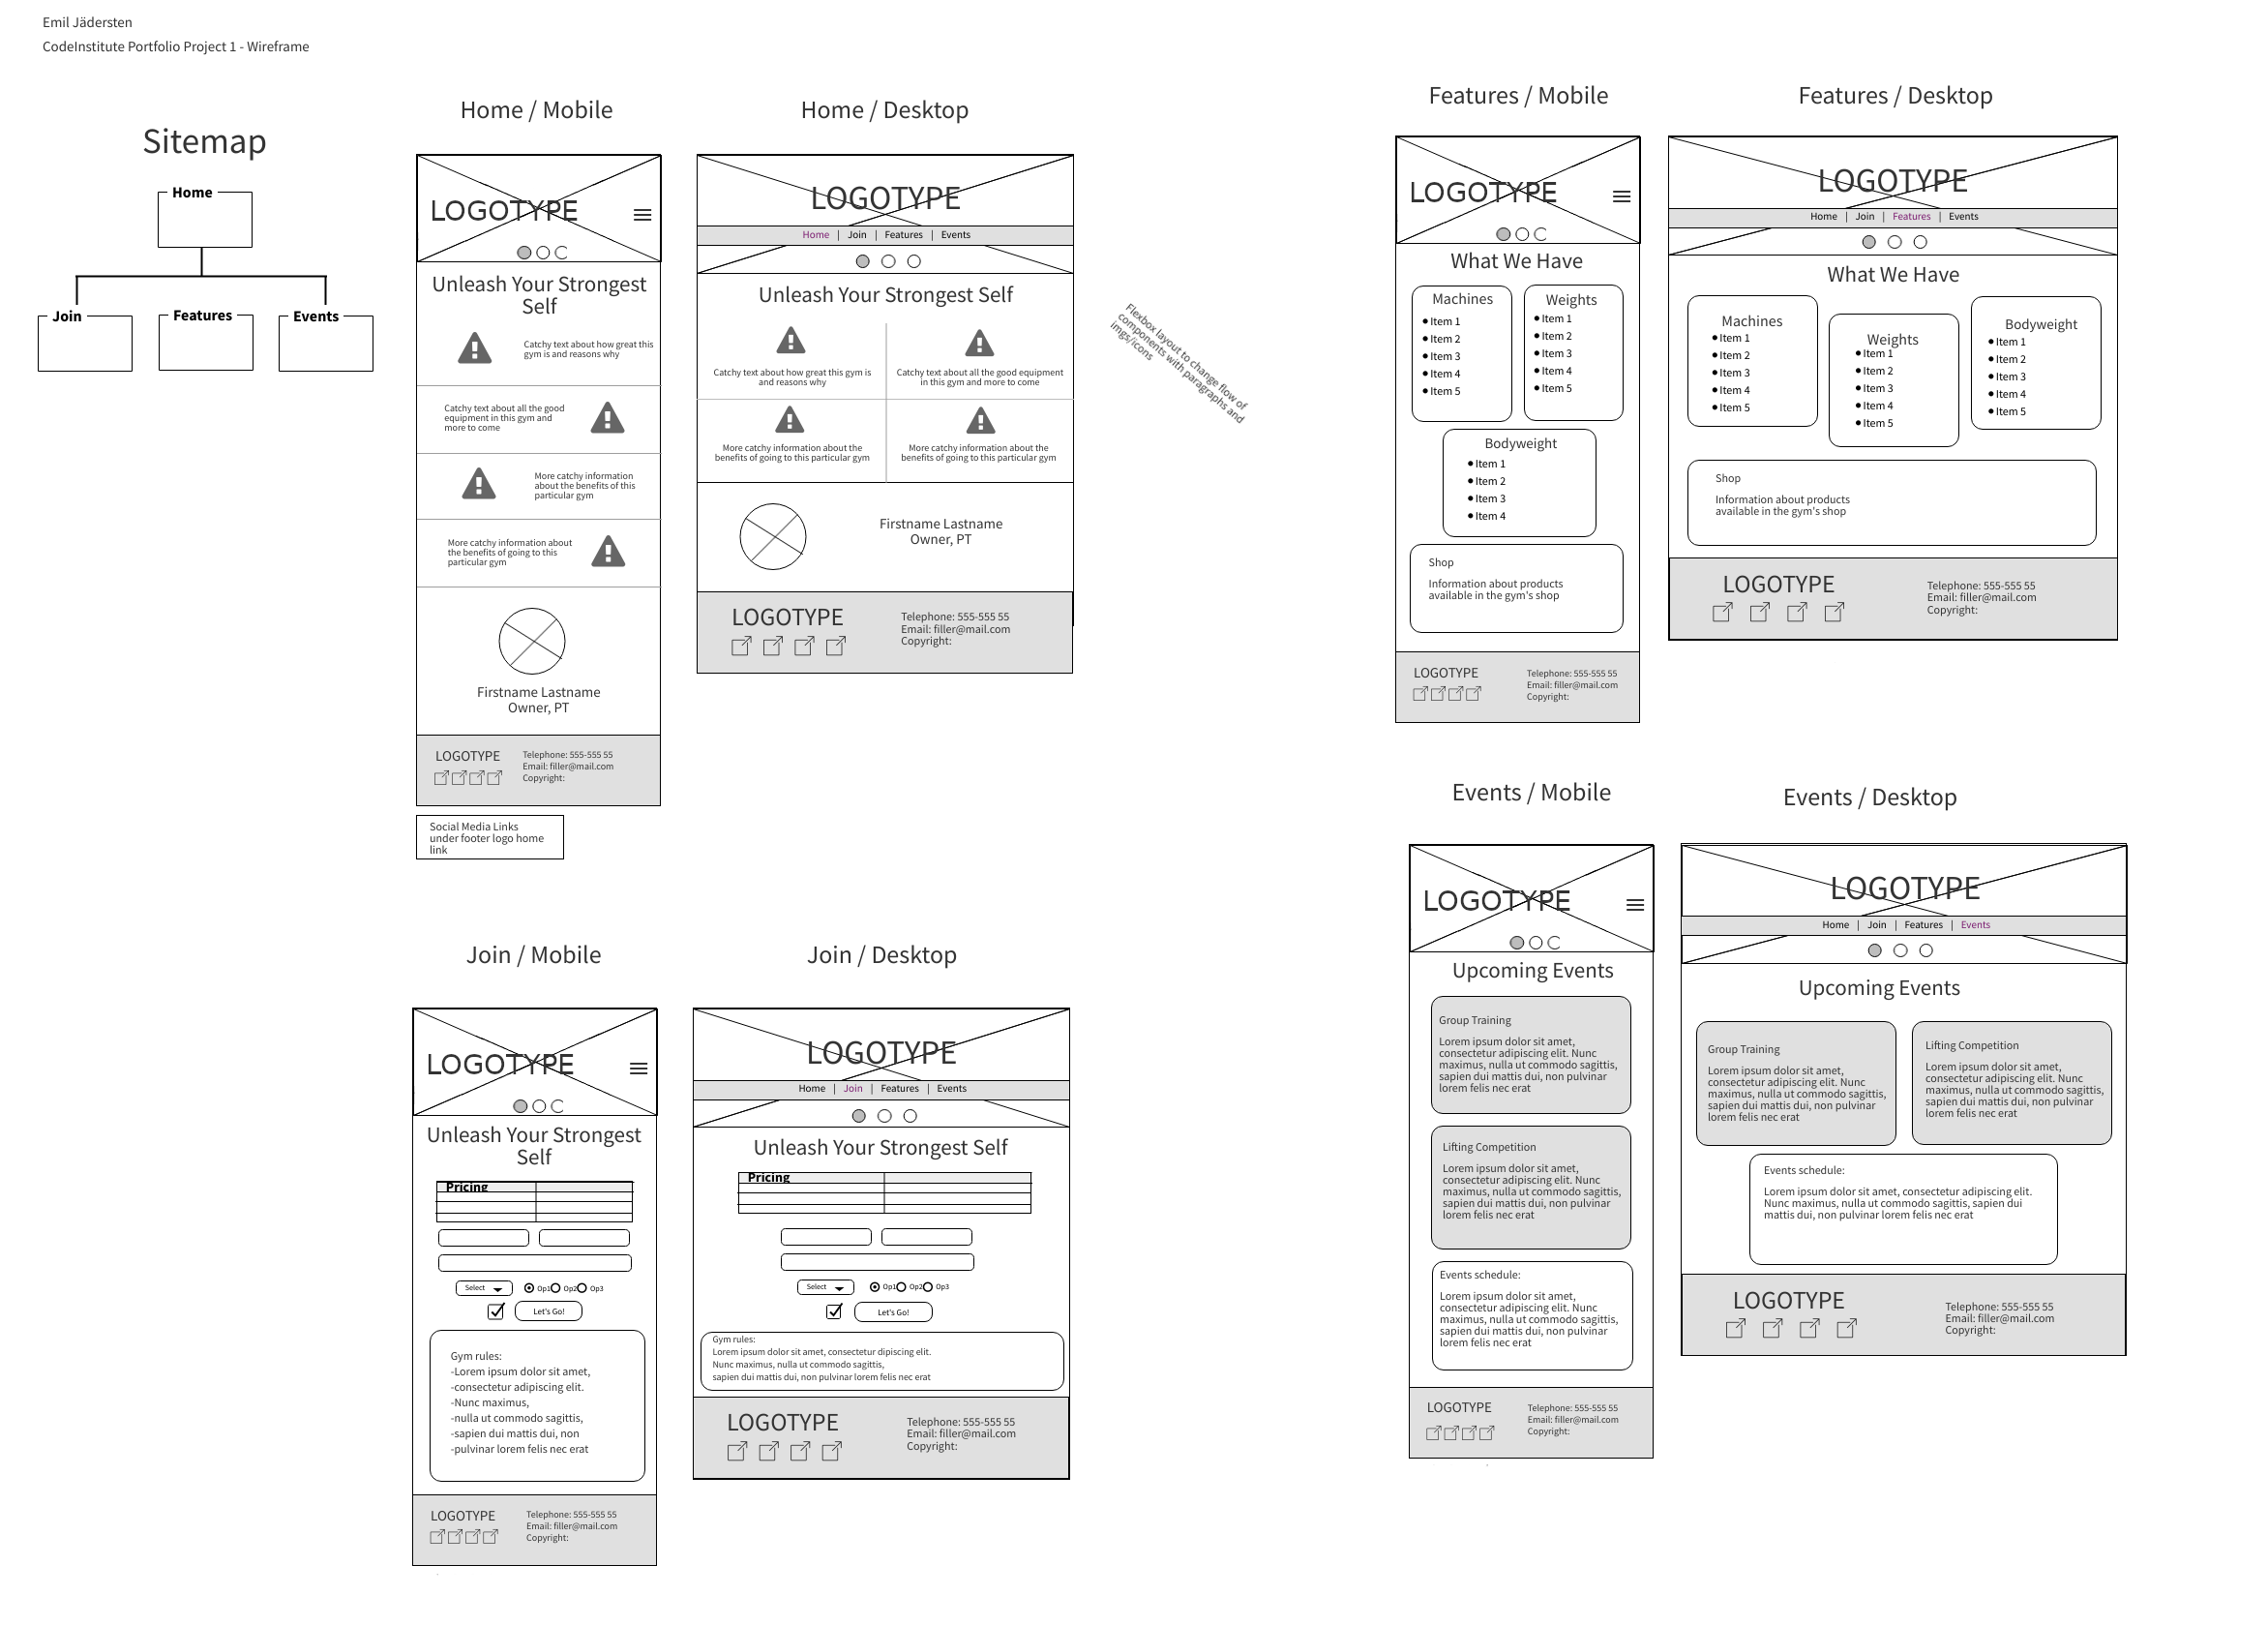 Emil Jädersten
CodeInstitute Portfolio Project 1 - Wireframe
Sitemap
Home
Join
Features
Events
Home / Mobile
LOGOTYPE
Unleash Your Strongest
Self
Catchy text about how great this
gym is and reasons why
Catchy text about all the good
equipment in this gym and
more to come
More catchy information
about the benefits of this
particular gym
More catchy information about
the benefits of going to this
particular gym
Firstname Lastname
Owner, PT
LOGOTYPE
Telephone: 555-555 55
Email: filler@mail.com
Copyright:
Social Media Links
under footer logo home
link
Home / Desktop
LOGOTYPE
Home | Join | Features | Events
Unleash Your Strongest Self
Catchy text about how great this gym is
and reasons why
Catchy text about all the good equipment
in this gym and more to come
More catchy information about the
benefits of going to this particular gym
More catchy information about the
benefits of going to this particular gym
Firstname Lastname
Owner, PT
LOGOTYPE
Telephone: 555-555 55
Email: filler@mail.com
Copyright:
Flexbox layout to change flow of
components with paragraphs and
imgs/icons
Features / Mobile
LOGOTYPE
What We Have
Machines
Item 1
Item 2
Item 3
Item 4
Item 5
Weights
Item 1
Item 2
Item 3
Item 4
Item 5
Bodyweight
Item 1
Item 2
Item 3
Item 4
Shop
Information about products
available in the gym's shop
LOGOTYPE
Telephone: 555-555 55
Email: filler@mail.com
Copyright:
Features / Desktop
LOGOTYPE
Home | Join | Features | Events
What We Have
Machines
Item 1
Item 2
Item 3
Item 4
Item 5
Weights
Item 1
Item 2
Item 3
Item 4
Item 5
Bodyweight
Item 1
Item 2
Item 3
Item 4
Item 5
Shop
Information about products
available in the gym's shop
LOGOTYPE
Telephone: 555-555 55
Email: filler@mail.com
Copyright:
Join / Mobile
LOGOTYPE
Unleash Your Strongest
Self
Pricing
Select
Op1 Op2 Op3
Let's Go!
Gym rules:
-Lorem ipsum dolor sit amet,
-consectetur adipiscing elit.
-Nunc maximus,
-nulla ut commodo sagittis,
-sapien dui mattis dui, non
-pulvinar lorem felis nec erat
LOGOTYPE
Telephone: 555-555 55
Email: filler@mail.com
Copyright:
Join / Desktop
LOGOTYPE
Home | Join | Features | Events
Unleash Your Strongest Self
Pricing
Select
Op1 Op2 Op3
Let's Go!
Gym rules:
Lorem ipsum dolor sit amet, consectetur dipiscing elit.
Nunc maximus, nulla ut commodo sagittis,
sapien dui mattis dui, non pulvinar lorem felis nec erat
LOGOTYPE
Telephone: 555-555 55
Email: filler@mail.com
Copyright:
Events / Mobile
LOGOTYPE
Upcoming Events
Group Training
Lorem ipsum dolor sit amet,
consectetur adipiscing elit. Nunc
maximus, nulla ut commodo sagittis,
sapien dui mattis dui, non pulvinar
lorem felis nec erat
Lifting Competition
Lorem ipsum dolor sit amet,
consectetur adipiscing elit. Nunc
maximus, nulla ut commodo sagittis,
sapien dui mattis dui, non pulvinar
lorem felis nec erat
Events schedule:
Lorem ipsum dolor sit amet,
consectetur adipiscing elit. Nunc
maximus, nulla ut commodo sagittis,
sapien dui mattis dui, non pulvinar
lorem felis nec erat
LOGOTYPE
Telephone: 555-555 55
Email: filler@mail.com
Copyright:
Events / Desktop
LOGOTYPE
Home | Join | Features | Events
Upcoming Events
Group Training
Lorem ipsum dolor sit amet,
consectetur adipiscing elit. Nunc
maximus, nulla ut commodo sagittis,
sapien dui mattis dui, non pulvinar
lorem felis nec erat
Lifting Competition
Lorem ipsum dolor sit amet,
consectetur adipiscing elit. Nunc
maximus, nulla ut commodo sagittis,
sapien dui mattis dui, non pulvinar
lorem felis nec erat
Events schedule:
Lorem ipsum dolor sit amet, consectetur adipiscing elit.
Nunc maximus, nulla ut commodo sagittis, sapien dui
mattis dui, non pulvinar lorem felis nec erat
LOGOTYPE
Telephone: 555-555 55
Email: filler@mail.com
Copyright: